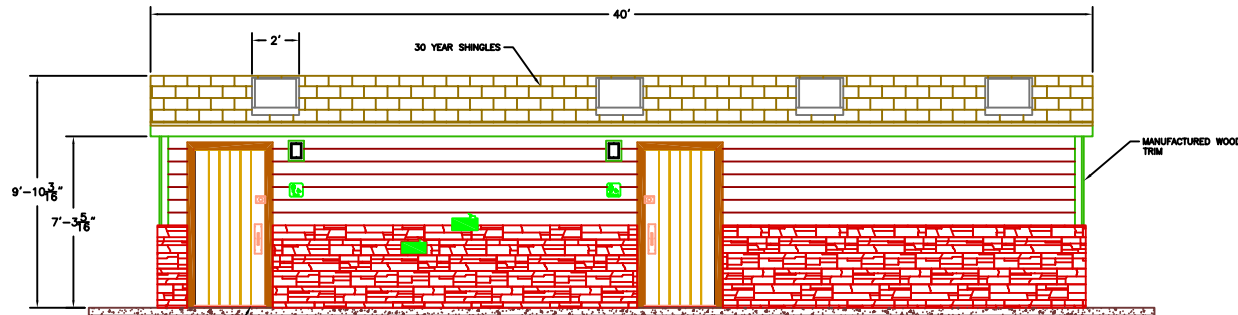 40'
2'
30 YEAR SHINGLES
MANUFACTURED WOOD
TRIM
9'-10 3/16"
7'-3 5/16"